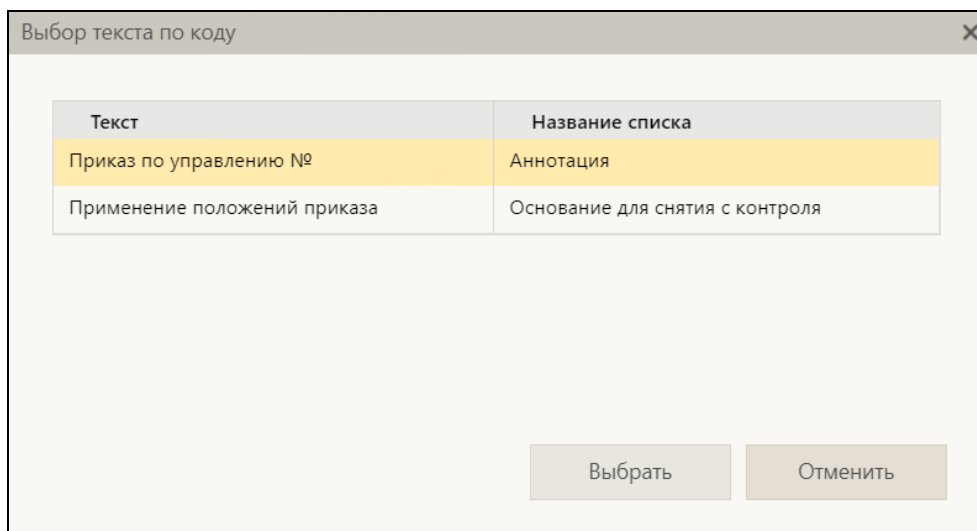 Выбор текста по коду
Текст Название списка
Приказ по управлению № Аннотация
Применение положений приказа Основание для снятия с контроля
Выбрать Отменить